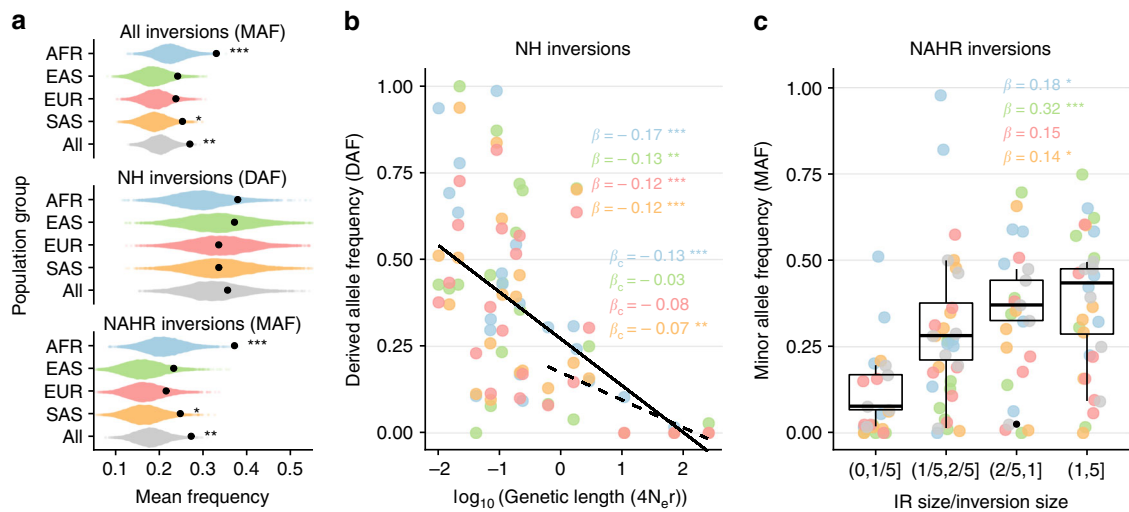 a
All inversions (MAF)
AFR
***
EAS
EUR
SAS
*
All
**
NH inversions (DAF)
AFR
EAS
EUR
SAS
All
NAHR inversions (MAF)
AFR
***
EAS
EUR
SAS
*
All
**
0.1 0.2 0.3 0.4 0.5
Mean frequency
Population group
b
NH inversions
1.00
0.75
0.50
0.25
0.00
Derived allele frequency (DAF)
β = − 0.17 ***
β = − 0.13 **
β = − 0.12 ***
β = − 0.12 ***
βc = − 0.13 ***
βc = − 0.03
βc = − 0.08
βc = − 0.07 **
−2 −1 0 1 2
log10 (Genetic length (4Ner))
c
NAHR inversions
1.00
0.75
0.50
0.25
0.00
Minor allele frequency (MAF)
β = 0.18 *
β = 0.32 ***
β = 0.15
β = 0.14 *
(0,1/5] (1/5,2/5] (2/5,1] (1,5]
IR size/inversion size